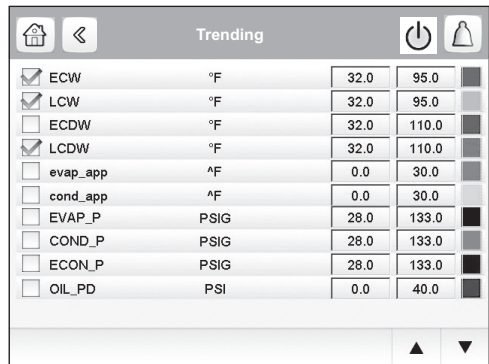 Trending
ECW °F 32.0 95.0
LCW °F 32.0 95.0
ECDW °F 32.0 110.0
LCDW °F 32.0 110.0
evap_app ^F 0.0 30.0
cond_app ^F 0.0 30.0
EVAP_P PSIG 28.0 133.0
COND_P PSIG 28.0 133.0
ECON_P PSIG 28.0 133.0
OIL_PD PSI 0.0 40.0